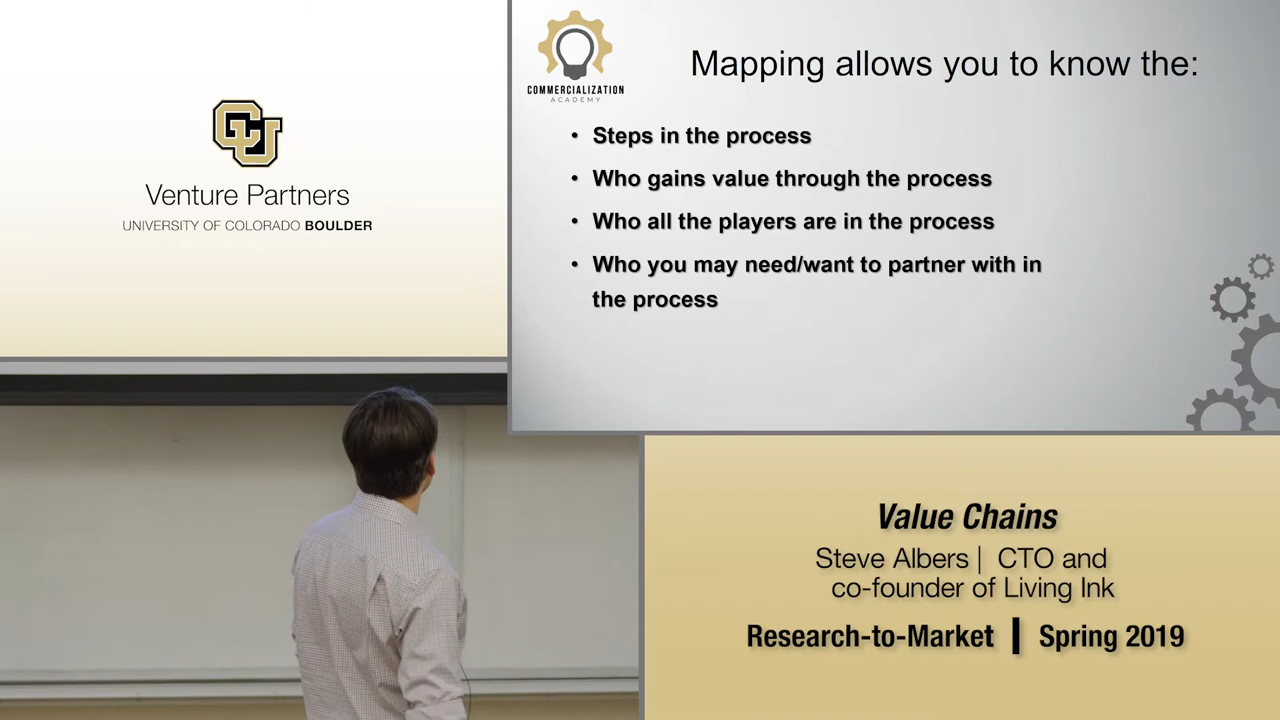 CU
Venture Partners
UNIVERSITY OF COLORADO BOULDER
COMMERCIALIZATION
ACADEMY
Mapping allows you to know the:
• Steps in the process
• Who gains value through the process
• Who all the players are in the process
• Who you may need/want to partner with in
the process
Value Chains
Steve Albers | CTO and
co-founder of Living Ink
Research-to-Market | Spring 2019